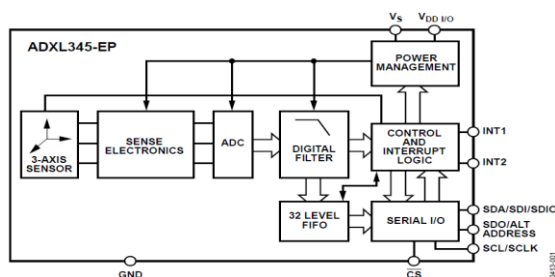 VS
VDD I/O
ADXL345-EP
POWER
MANAGEMENT
3-AXIS
SENSOR
SENSE
ELECTRONICS
ADC
DIGITAL
FILTER
CONTROL
AND
INTERRUPT
LOGIC
INT1
INT2
32 LEVEL
FIFO
SERIAL I/O
SDA/SDI/SDIO
SDO/ALT
ADDRESS
SCL/SCLK
GND
CS